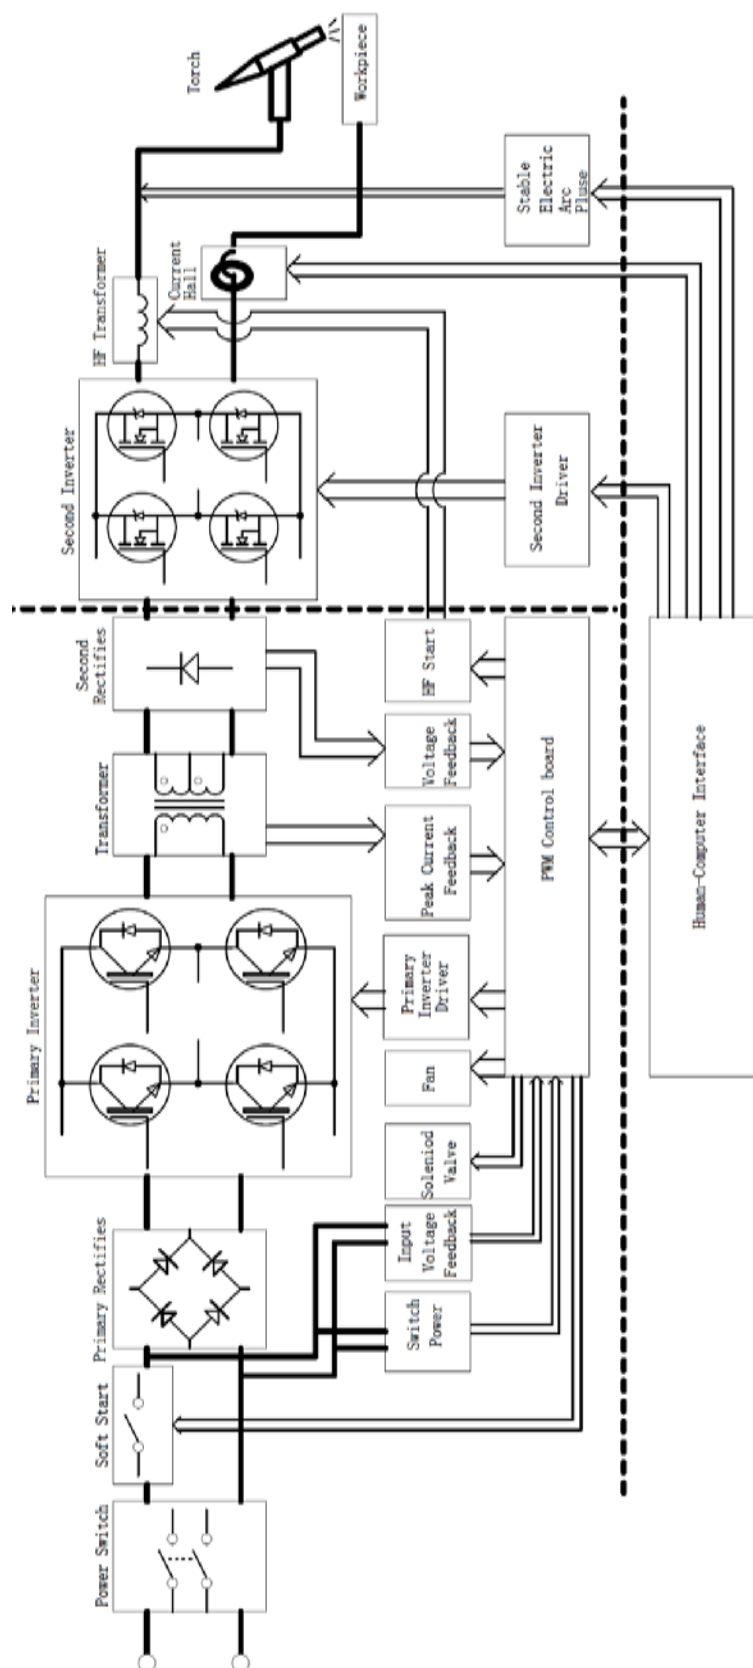 Power Switch
Soft Start
Primary Rectifies
Primary Inverter
Transformer
Second
Rectifies
Second Inverter
HF Transformer
Current
Hall
Torch
Workpiece
Switch
Power
Input
Voltage
Feedback
Soleniod
Valve
Fan
Primary
Inverter
Driver
Peak Current
Feedback
Voltage
Feedback
HF Start
PWM Control board
Second Inverter
Driver
Stable
Electric
Arc
Pluse
Human-Computer Interface